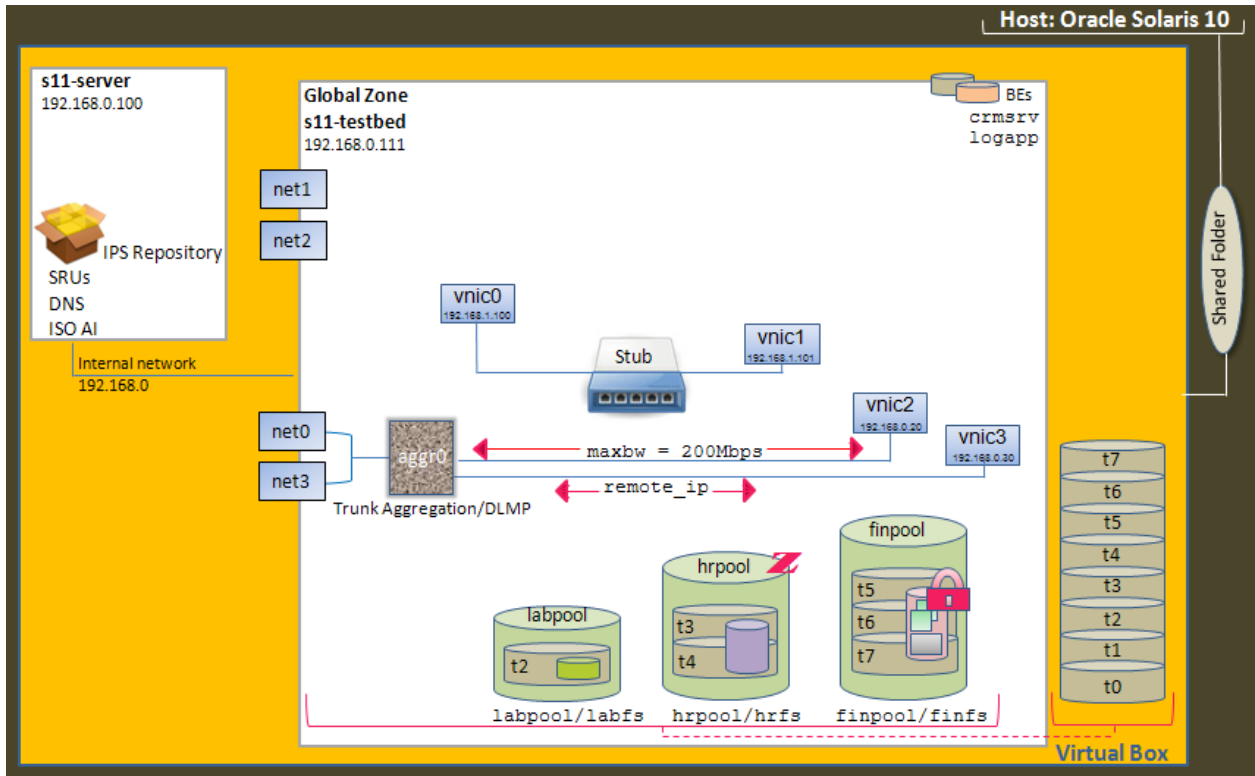 Host: Oracle Solaris 10
s11-server
192.168.0.100
IPS Repository
SRUs
DNS
ISO AI
Internal network
192.168.0
Global Zone
s11-testbed
192.168.0.111
BEs
crmsrv
logapp
net1
net2
vnic0
192.168.1.100
Stub
vnic1
192.168.1.101
net0
net3
aggr0
Trunk Aggregation/DLMP
maxbw = 200Mbps
remote_ip
vnic2
192.168.0.20
vnic3
192.168.0.30
Shared Folder
labpool
t2
labpool/labfs
hrpool
Z
t3
t4
hrpool/hrfs
finpool
t5
t6
t7
finpool/finfs
t7
t6
t5
t4
t3
t2
t1
t0
Virtual Box